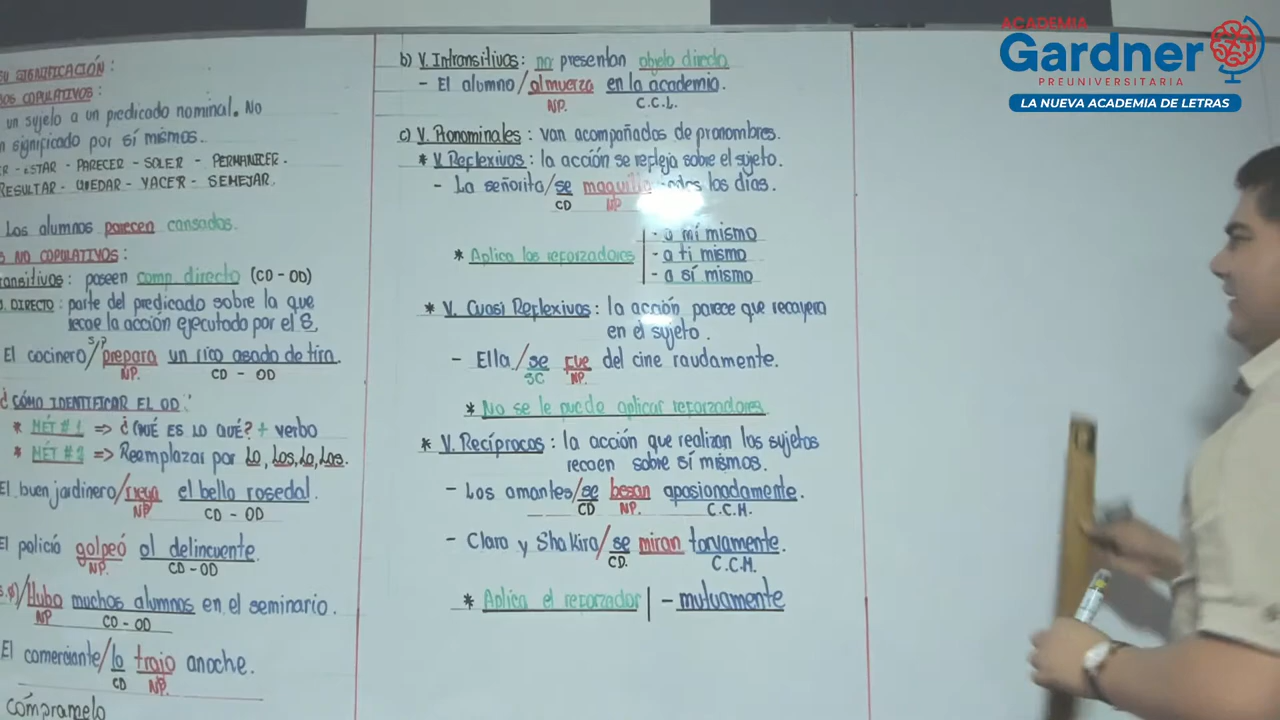 SIGNIFICACIÓN:
COPULATIVOS:
un sujeto a un predicado nominal. No
significado por sí mismos.
ESTAR - PARECER - SOLER - PERMANECER.
RESULTAR - QUEDAR - YACER - SEMEJAR.
Los alumnos parecen cansados.
NO COPULATIVOS:
poseen comp. directo (CD - OD)
DIRECTO: parte del predicado sobre la que
recae la acción ejecutado por el S.
S/P
El cocinero/prepara un rico asado de tira.
NP. CD - OD
¿CÓMO IDENTIFICAR EL OD:
* MÉT #1 => ¿QUÉ ES LO QUÉ? + verbo
* MÉT #2 => Reemplazar por Lo, Los, La, Las.
El buen jardinero/riega el bello rosedal.
NP CD - OD
El policía golpeó al delincuente.
NP. CD - OD
/Hubo muchos alumnos en el seminario.
NP CD - OD
El comerciante/lo trajo anoche.
CD NP.
cómpramelo
b) V. Intransitivos: no presentan objeto directo
- El alumno/almuerza en la academia.
NP. C.C.L.
c) V. Pronominales: van acompañados de pronombres.
* V. Reflexivos: la acción se refleja sobre el sujeto.
- La señorita/se maquilla todos los días.
CD NP
* Aplica los reforzadores
- a mí mismo
- a ti mismo
- a sí mismo
* V. Cuasi Reflexivos: la acción parece que recayera
en el sujeto.
- Ella/se fue del cine raudamente.
SC NP.
* No se le puede aplicar reforzadores.
* V. Recíprocos: la acción que realizan los sujetos
recaen sobre sí mismos.
- Los amantes/se besan apasionadamente.
CD NP. C.C.M.
- Clara y Shakira/se miran torvamente.
CD. C.C.M.
* Aplica el reforzador | - mutuamente
ACADEMIA
Gardner
PREUNIVERSITARIA
LA NUEVA ACADEMIA DE LETRAS